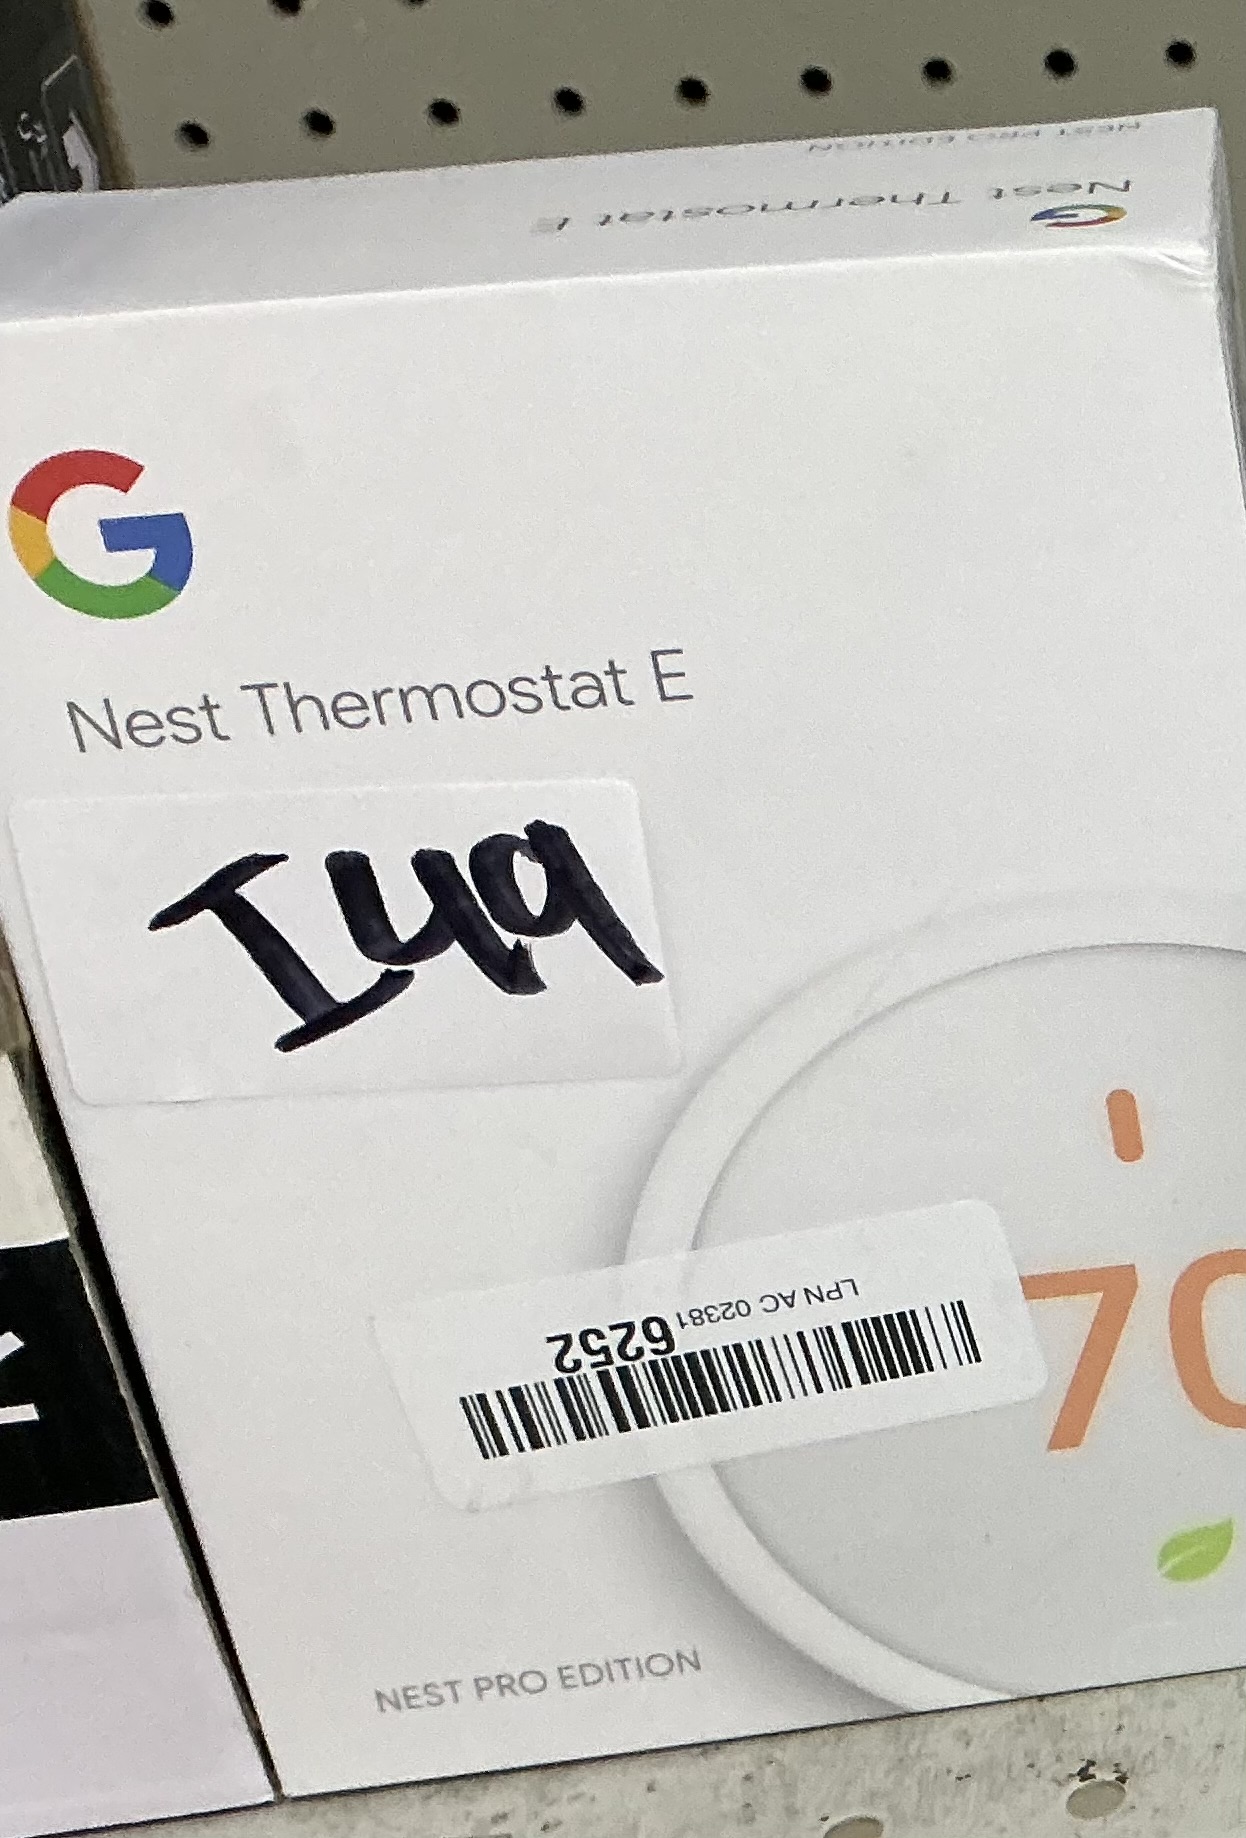 NEST PRO EDITION
Nest Thermostat E
G
G
Nest Thermostat E
I49
LPN AC 02381 6252
70
NEST PRO EDITION